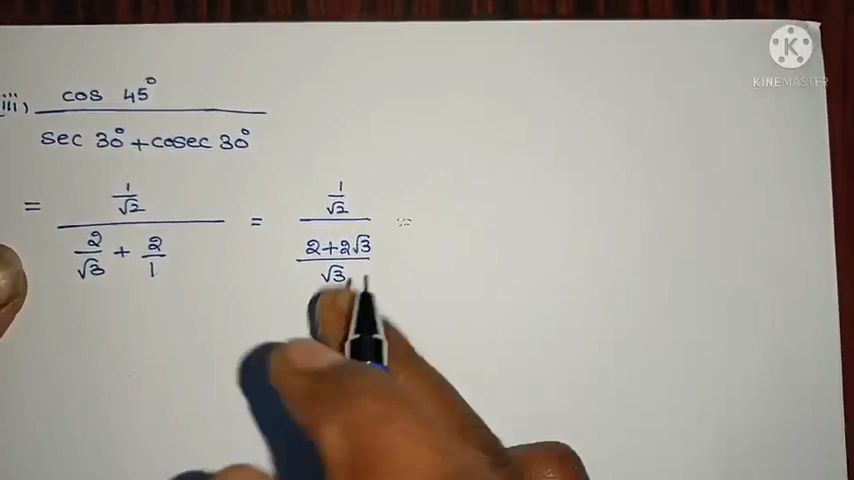 iii) cos 45°
sec 30° + cosec 30°
= 1/√2 / (2/√3 + 2/1) = 1/√2 / ((2+2√3)/√3) =
KINEMASTER